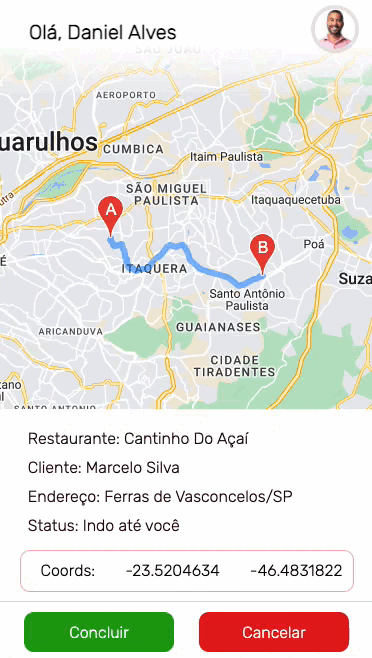 Olá, Daniel Alves
SÃO JOÃO
AEROPORTO
uarulhos
CUMBICA
Itaim Paulista
SÃO MIGUEL
PAULISTA
Itaquaquecetuba
A
B
Poá
É
ITAQUERA
Suza
Santo Antônio
Paulista
GUAIANASES
ARICANDUVA
CIDADE
TIRADENTES
tano
ul
SANTO ANTONIO
Restaurante: Cantinho Do Açaí
Cliente: Marcelo Silva
Endereço: Ferras de Vasconcelos/SP
Status: Indo até você
Coords: -23.5204634 -46.4831822
Concluir Cancelar